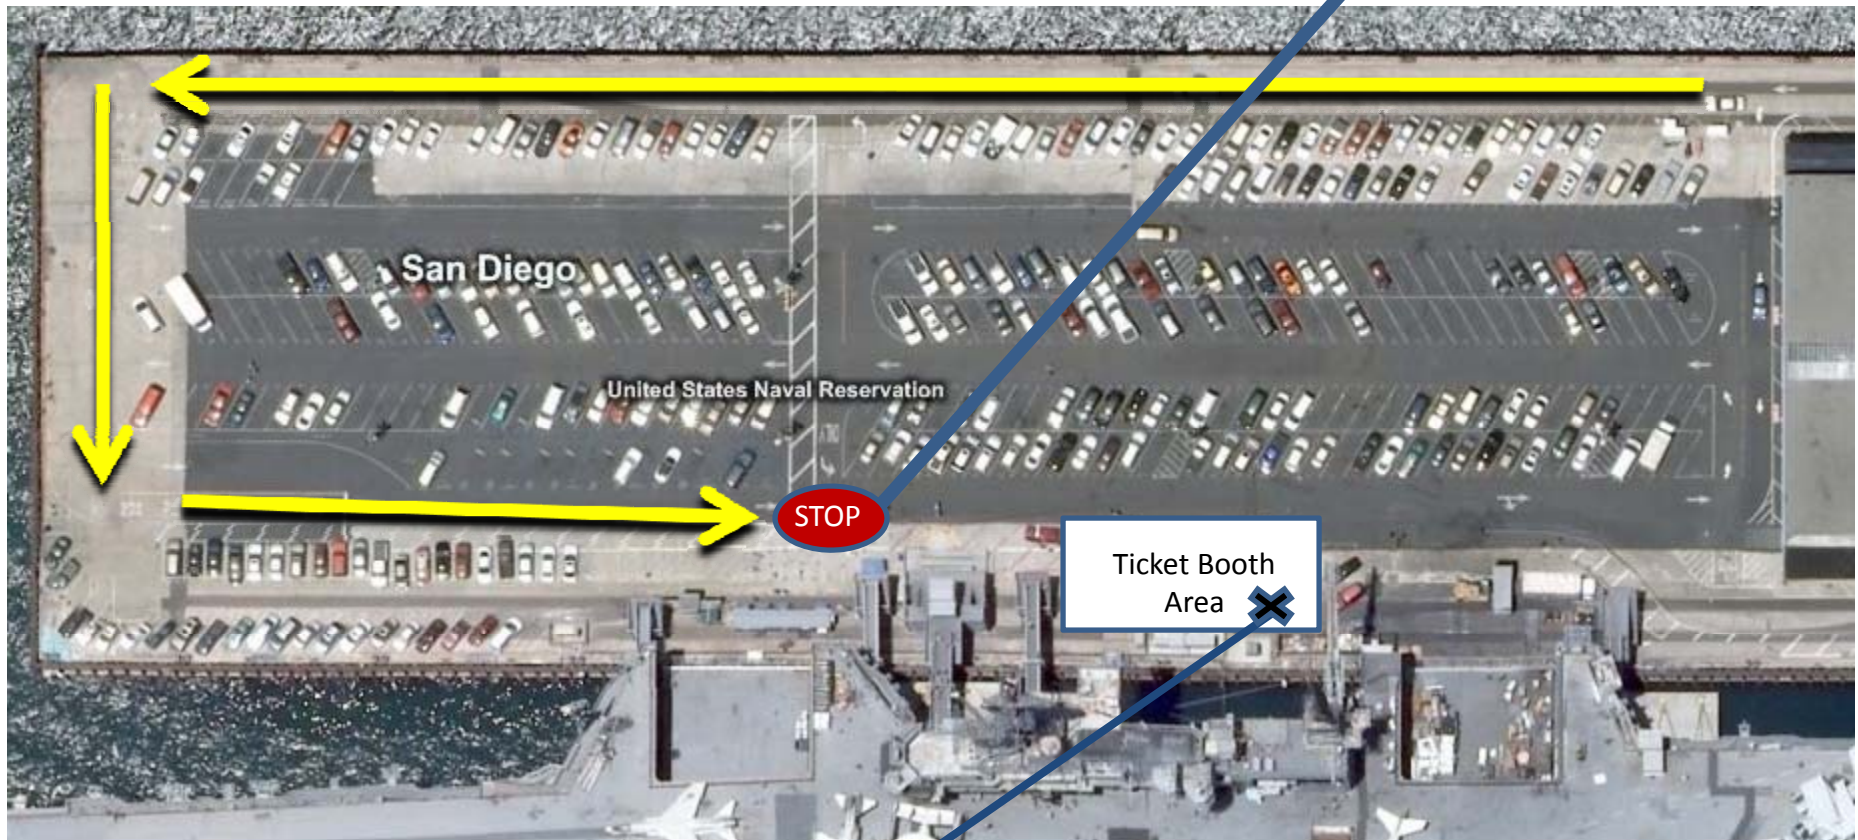 San Diego
United States Naval Reservation
STOP
Ticket Booth
Area